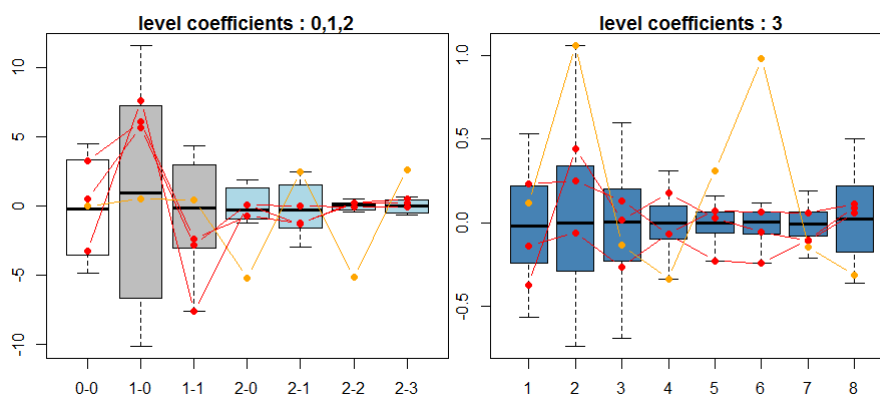 level coefficients : 0,1,2
10
5
0
-5
-10
0-0 1-0 1-1 2-0 2-1 2-2 2-3
level coefficients : 3
1.0
0.5
0.0
-0.5
1 2 3 4 5 6 7 8